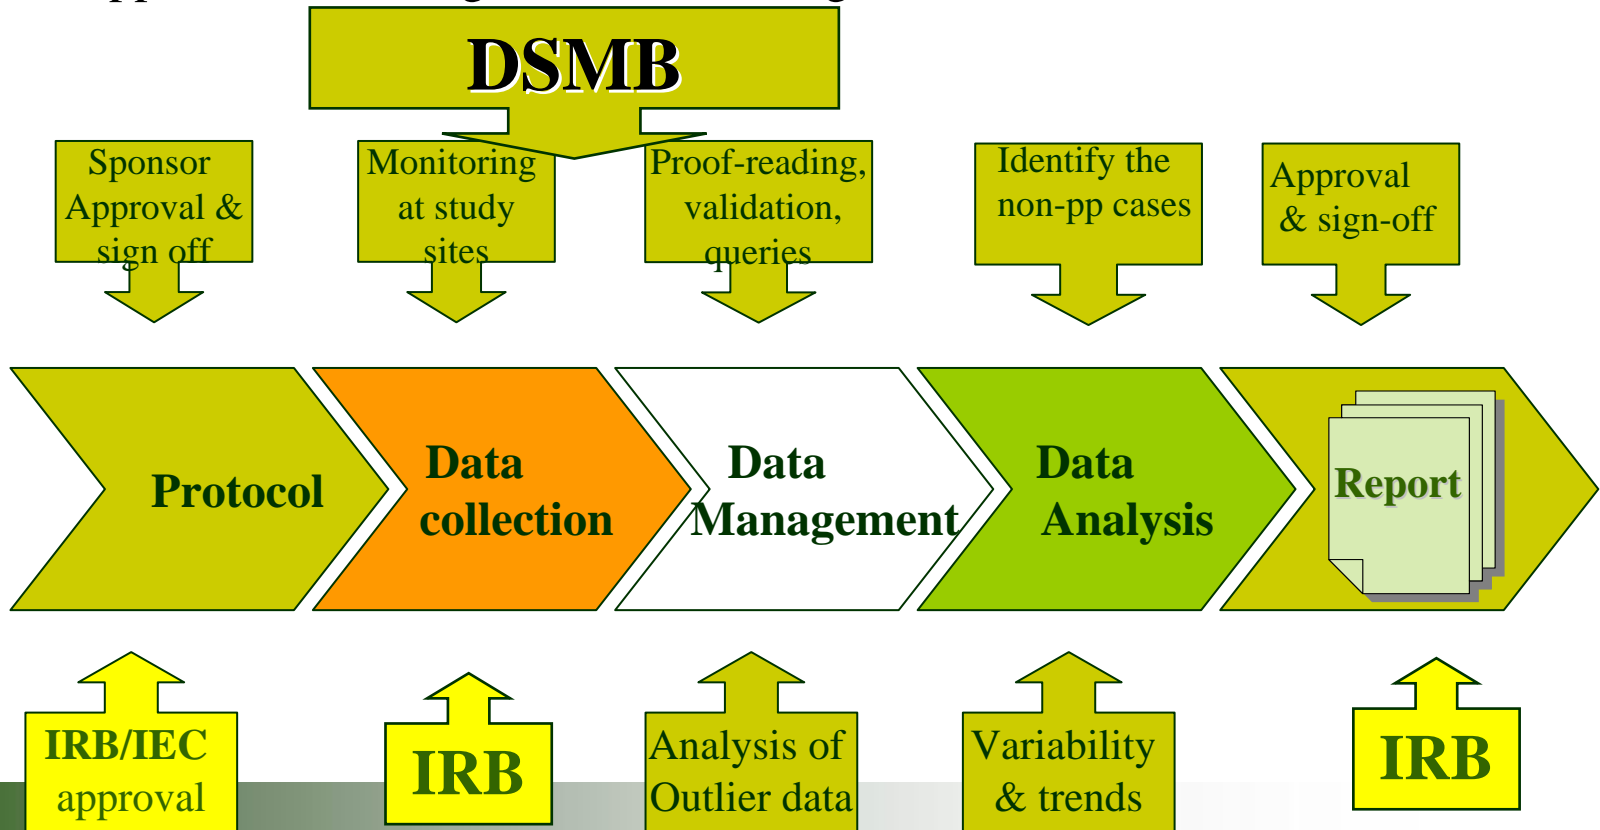 DSMB
Sponsor
Approval &
sign off
Monitoring
at study
sites
Proof-reading,
validation,
queries
Identify the
non-pp cases
Approval
& sign-off
Protocol
Data
collection
Data
Management
Data
Analysis
Report
IRB/IEC
approval
IRB
Analysis of
Outlier data
Variability
& trends
IRB